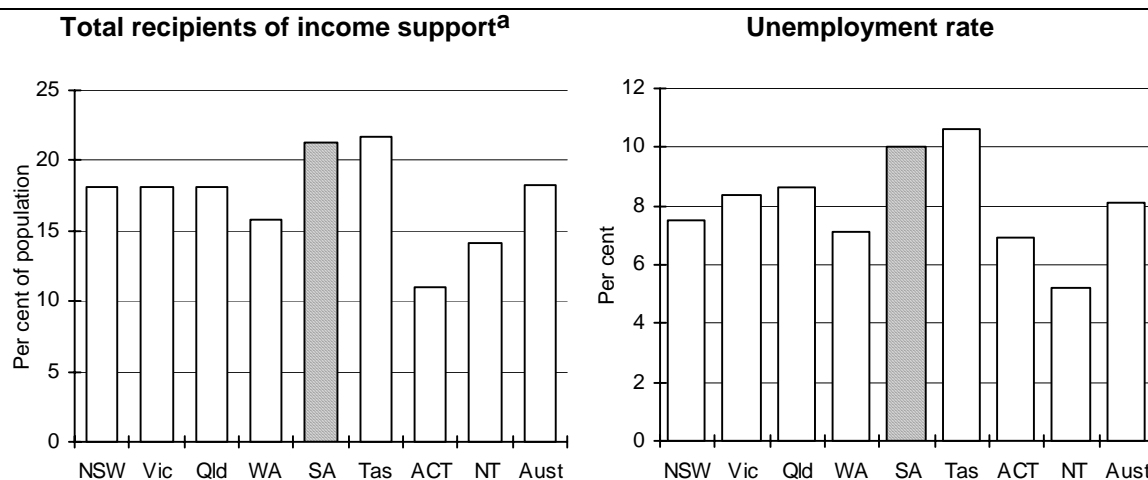 Total recipients of income supportᵃ
Per cent of population
25
20
15
10
5
0
NSW Vic Qld WA SA Tas ACT NT Aust
Unemployment rate
Per cent
12
10
8
6
4
2
0
NSW Vic Qld WA SA Tas ACT NT Aust